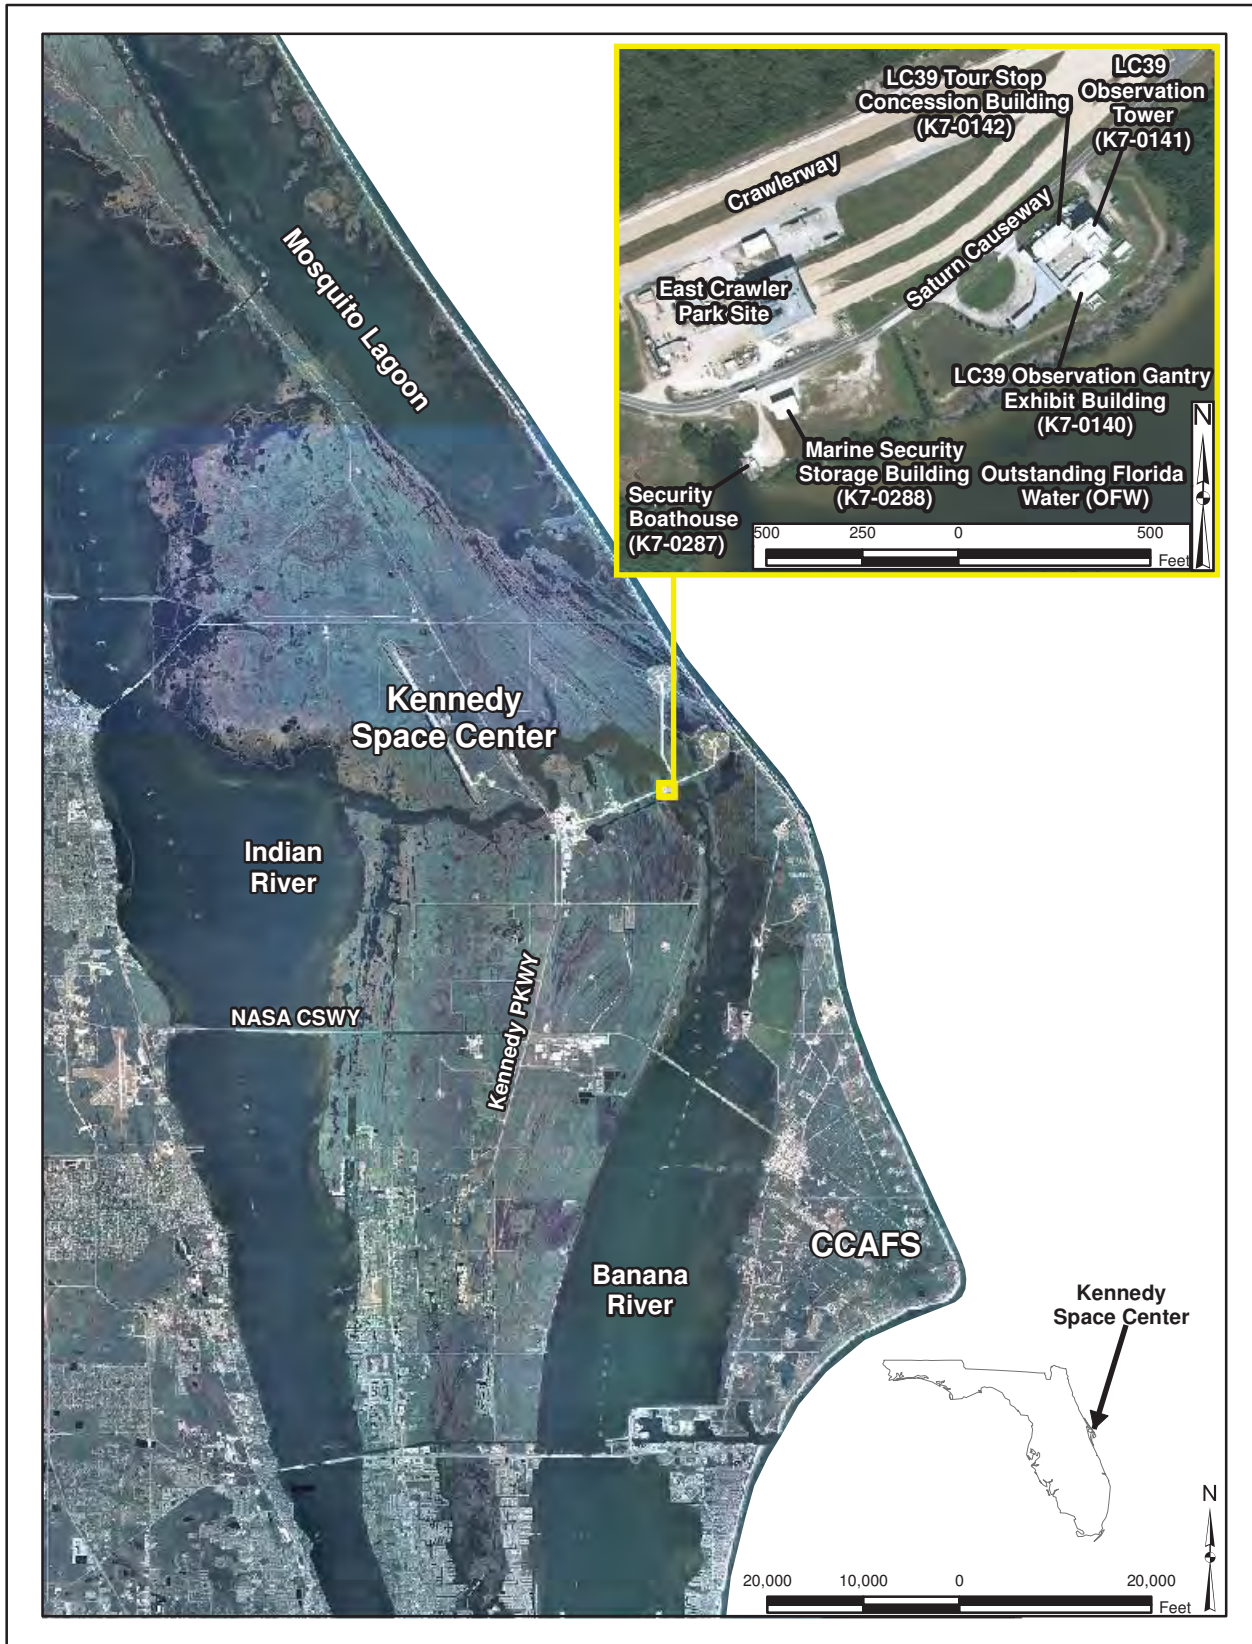 LC39 Tour Stop
Concession Building
(K7-0142)
LC39
Observation
Tower
(K7-0141)
Crawlerway
Saturn Causeway
East Crawler
Park Site
LC39 Observation Gantry
Exhibit Building
(K7-0140)
Marine Security
Storage Building
(K7-0288)
Outstanding Florida
Water (OFW)
Security
Boathouse
(K7-0287)
N
500 250 0 500
Feet
Mosquito Lagoon
Kennedy
Space Center
Indian
River
NASA CSWY
Kennedy PKWY
Banana
River
CCAFS
Kennedy
Space Center
N
20,000 10,000 0 20,000
Feet